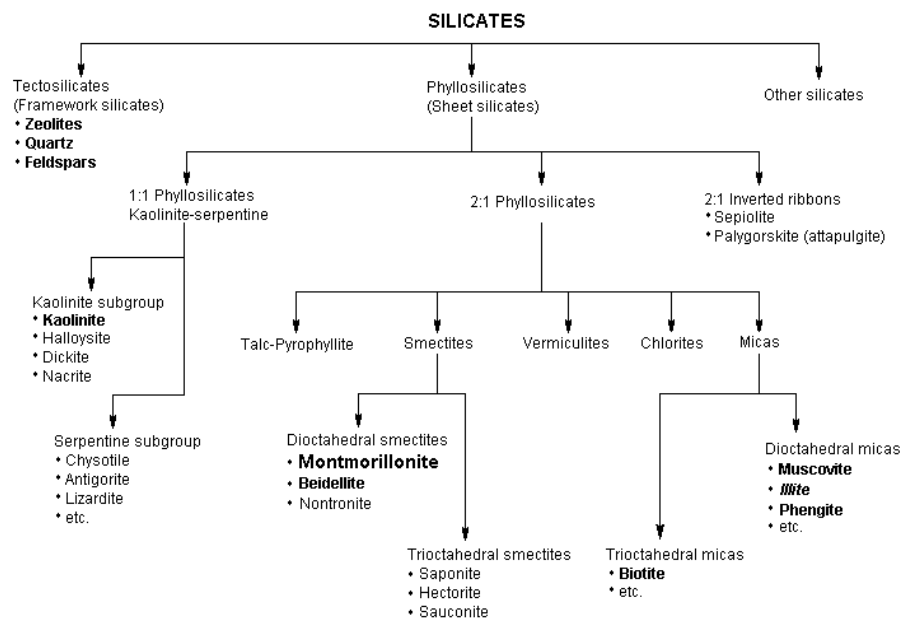 SILICATES
Tectosilicates
(Framework silicates)
• Zeolites
• Quartz
• Feldspars
Phyllosilicates
(Sheet silicates)
Other silicates
1:1 Phyllosilicates
Kaolinite-serpentine
2:1 Phyllosilicates
2:1 Inverted ribbons
• Sepiolite
• Palygorskite (attapulgite)
Kaolinite subgroup
• Kaolinite
• Halloysite
• Dickite
• Nacrite
Talc-Pyrophyllite
Smectites
Vermiculites
Chlorites
Micas
Serpentine subgroup
• Chysotile
• Antigorite
• Lizardite
• etc.
Dioctahedral smectites
• Montmorillonite
• Beidellite
• Nontronite
Dioctahedral micas
• Muscovite
• Illite
• Phengite
• etc.
Trioctahedral smectites
• Saponite
• Hectorite
• Sauconite
Trioctahedral micas
• Biotite
• etc.